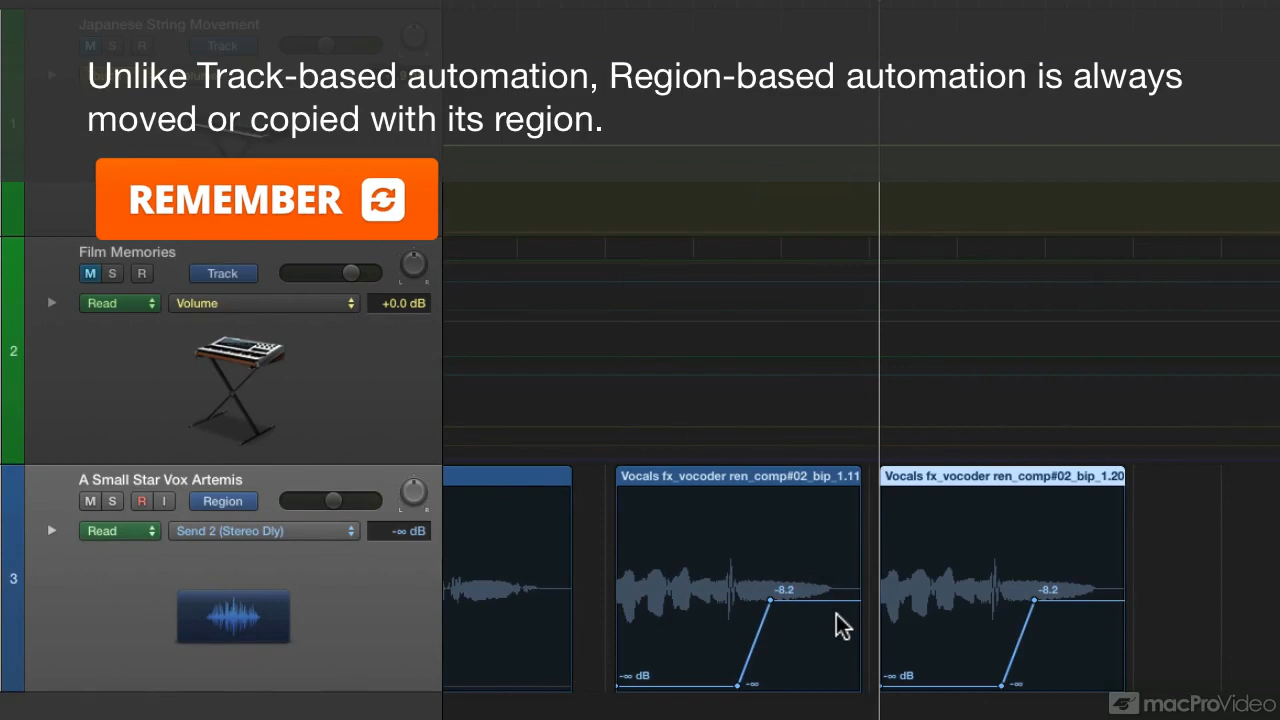 Japanese String Movement
M S R Track
Unlike Track-based automation, Region-based automation is always
moved or copied with its region.
1
REMEMBER
Film Memories
M S R Track
L R
Read Volume +0.0 dB
2
A Small Star Vox Artemis
M S R I Region
L R
Read Send 2 (Stereo Dly) -∞ dB
3
Vocals fx_vocoder ren_comp#02_bip_1.11
Vocals fx_vocoder ren_comp#02_bip_1.20
-8.2
-8.2
-∞ dB
-∞
-∞ dB
-∞
macProVideo